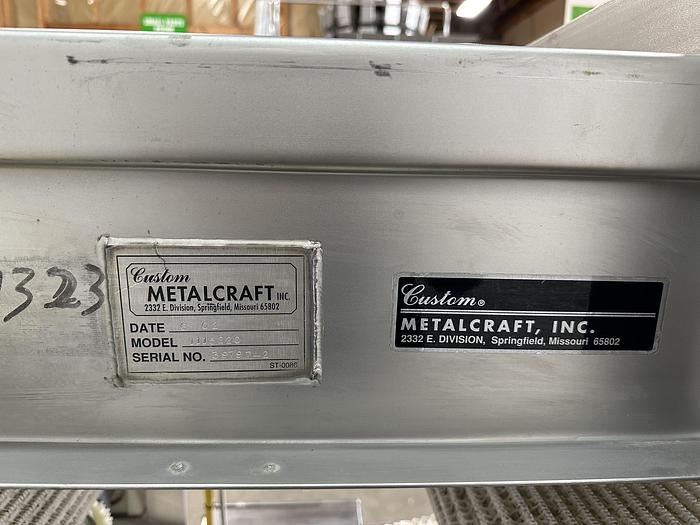 1323
Custom
METALCRAFT INC.
2332 E. Division, Springfield, Missouri 65802
DATE
MODEL
SERIAL NO.
ST-0086
Custom®
METALCRAFT, INC.
2332 E. DIVISION, Springfield, Missouri 65802